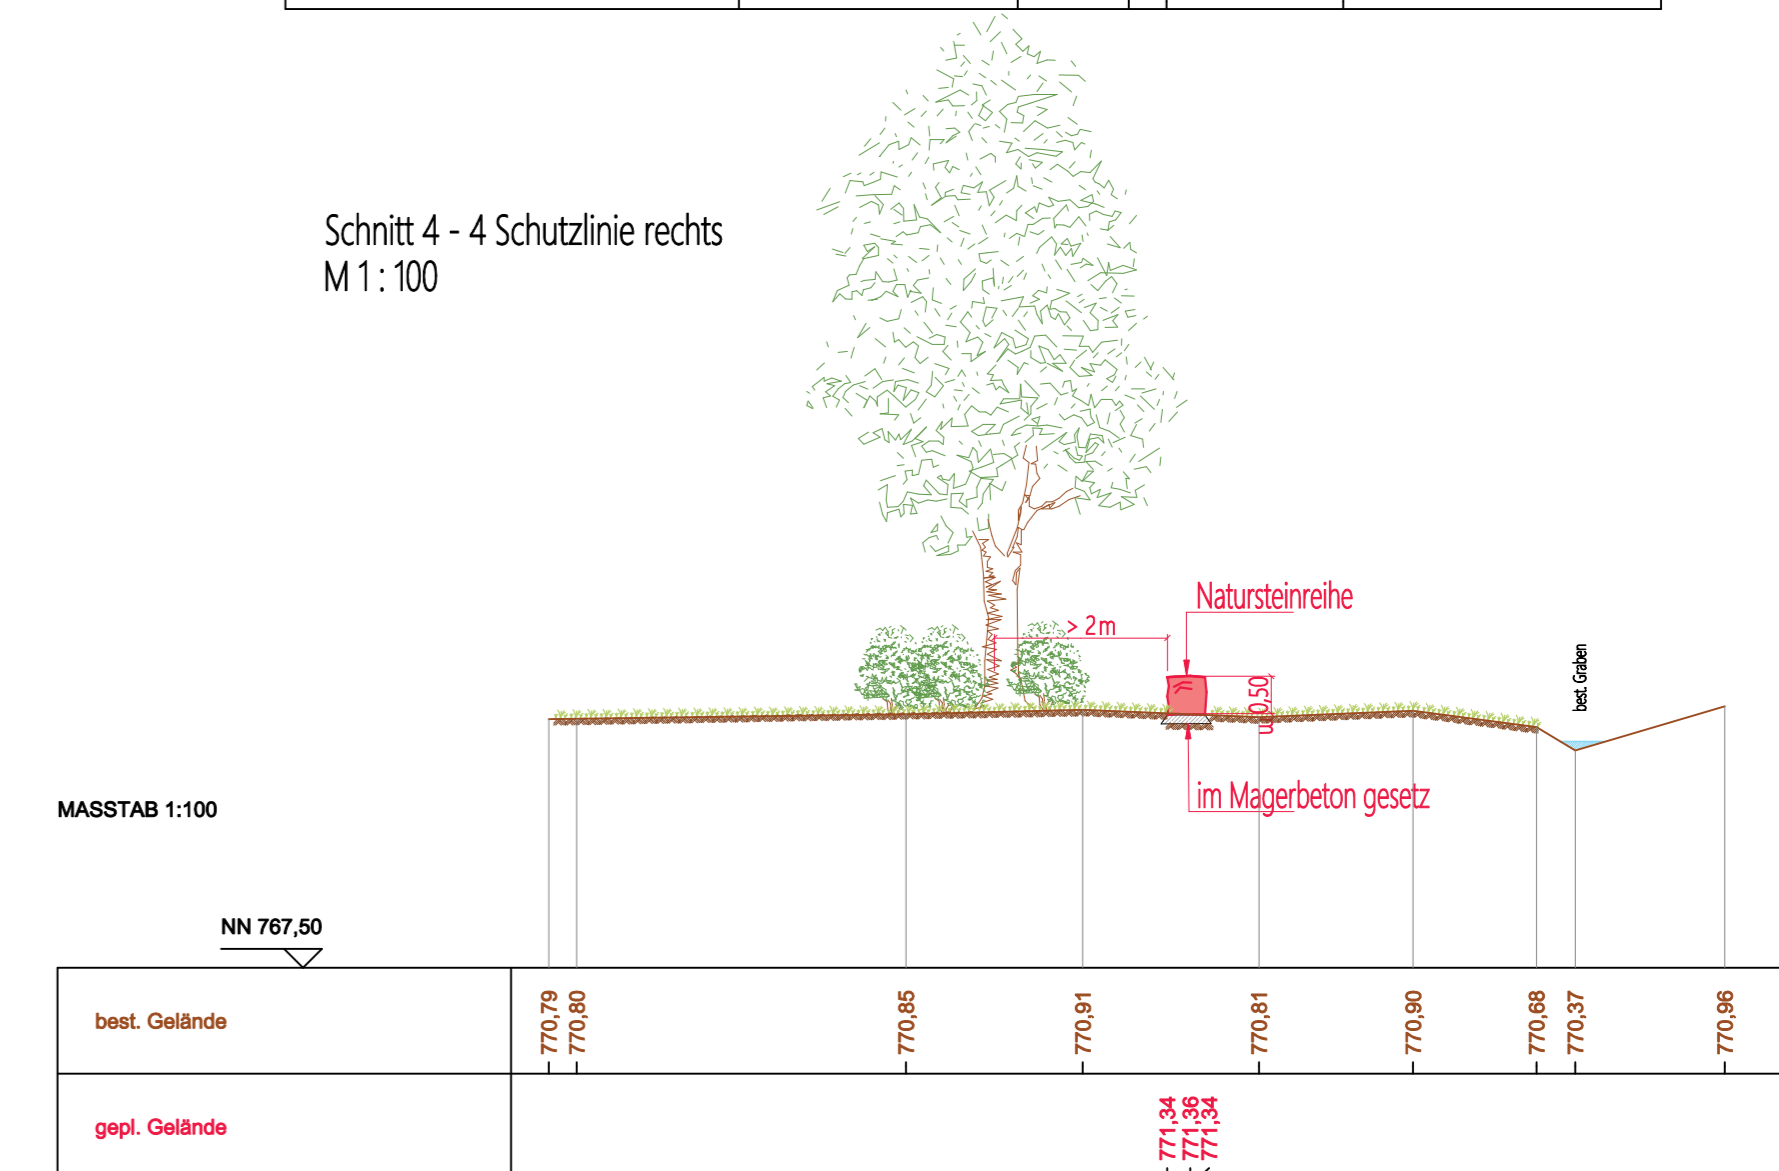 Schnitt 4 - 4 Schutzlinie rechts
M 1 : 100
Natursteinreihe
> 2m
0,50
best. Graben
im Magerbeton gesetz
MASSTAB 1:100
NN 767,50
best. Gelände
770,79
770,80
770,85
770,91
770,81
770,90
770,68
770,37
770,96
gepl. Gelände
771,34
771,36
771,34